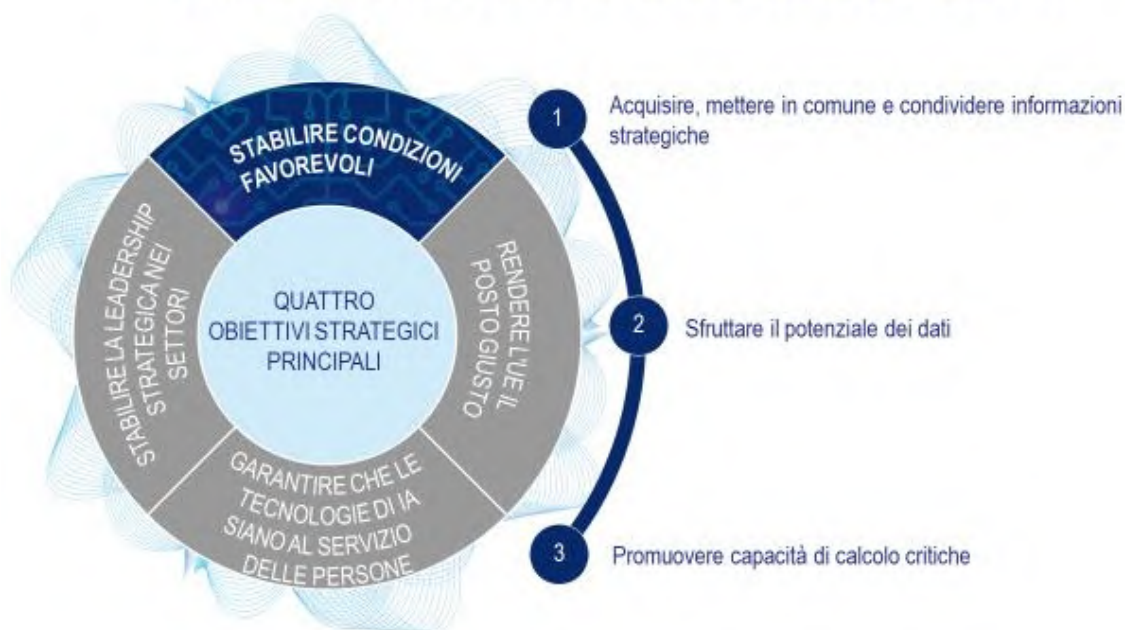 STABILIRE CONDIZIONI
FAVOREVOLI
STABILIRE LA LEADERSHIP
STRATEGICA NEI
SETTORI
QUATTRO
OBIETTIVI STRATEGICI
PRINCIPALI
RENDERE L'UE IL
POSTO GIUSTO
GARANTIRE CHE LE
TECNOLOGIE DI IA
SIANO AL SERVIZIO
DELLE PERSONE
1
Acquisire, mettere in comune e condividere informazioni
strategiche
2
Sfruttare il potenziale dei dati
3
Promuovere capacità di calcolo critiche